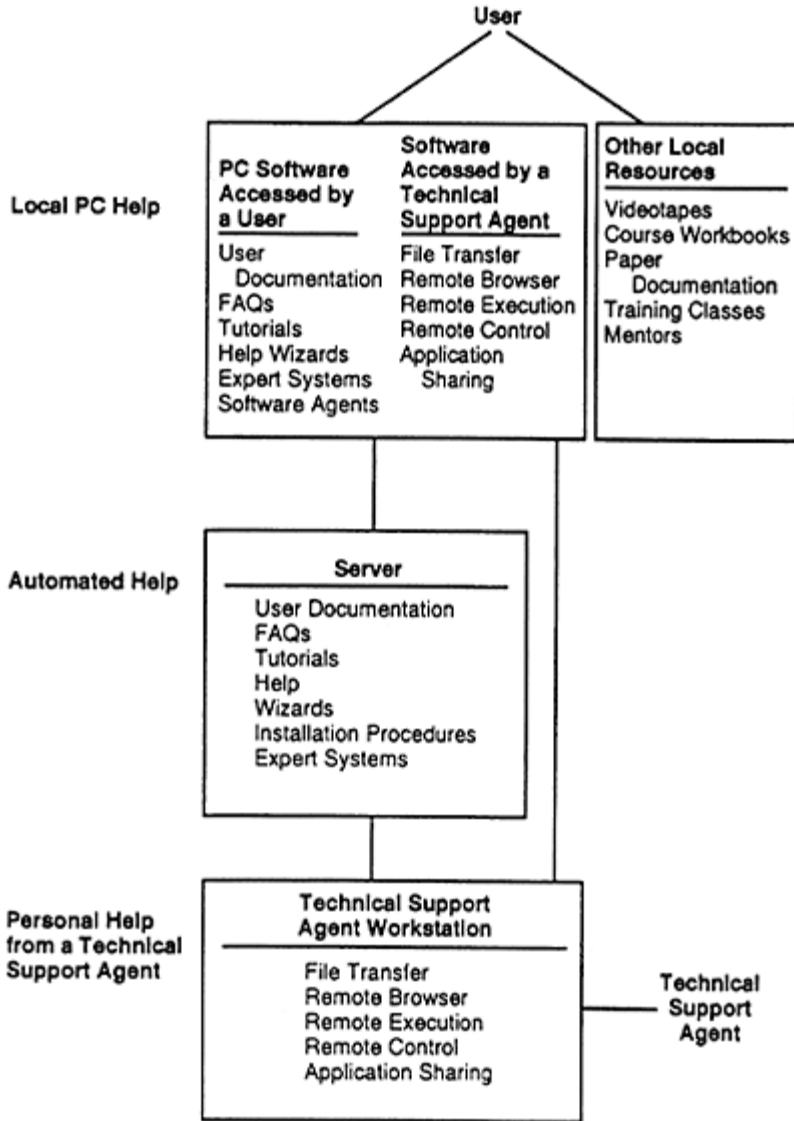 User
Local PC Help
PC Software
Accessed by
a User
User
Documentation
FAQs
Tutorials
Help Wizards
Expert Systems
Software Agents
Software
Accessed by a
Technical
Support Agent
File Transfer
Remote Browser
Remote Execution
Remote Control
Application
Sharing
Other Local
Resources
Videotapes
Course Workbooks
Paper
Documentation
Training Classes
Mentors
Automated Help
Server
User Documentation
FAQs
Tutorials
Help
Wizards
Installation Procedures
Expert Systems
Personal Help
from a Technical
Support Agent
Technical Support
Agent Workstation
File Transfer
Remote Browser
Remote Execution
Remote Control
Application Sharing
Technical
Support
Agent